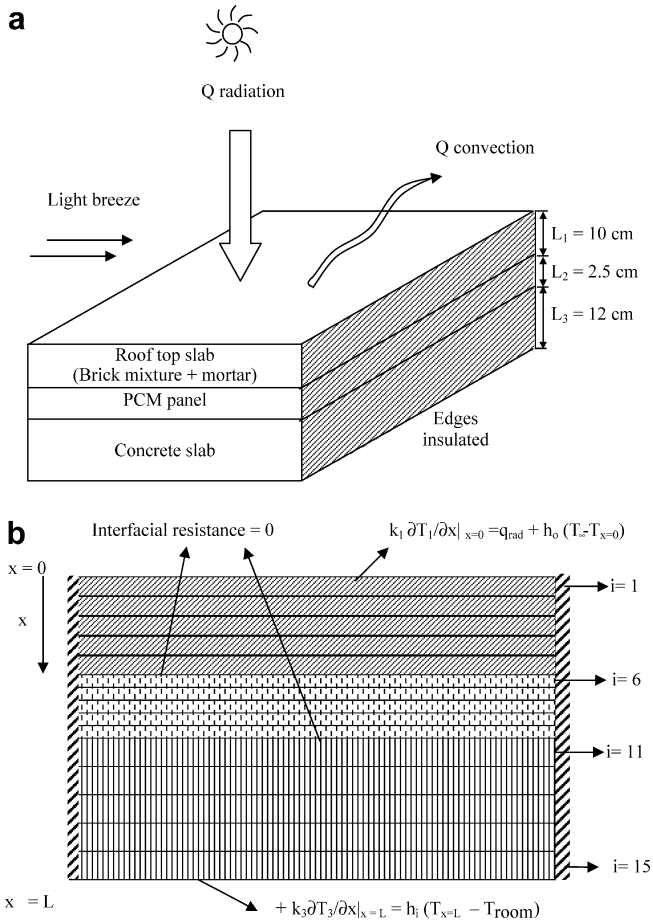 a
Q radiation
Q convection
Light breeze
L₁ = 10 cm
L₂ = 2.5 cm
L₃ = 12 cm
Roof top slab
(Brick mixture + mortar)
PCM panel
Concrete slab
Edges
insulated
b
Interfacial resistance = 0
k₁ ∂T₁/∂x| ₓ₌₀ =q_rad + hₒ (T_∞-Tₓ₌₀)
x = 0
i= 1
x
i= 6
i= 11
i= 15
x = L
+ k₃∂T₃/∂x|ₓ ₌ L = hᵢ (Tₓ₌L – Troom)